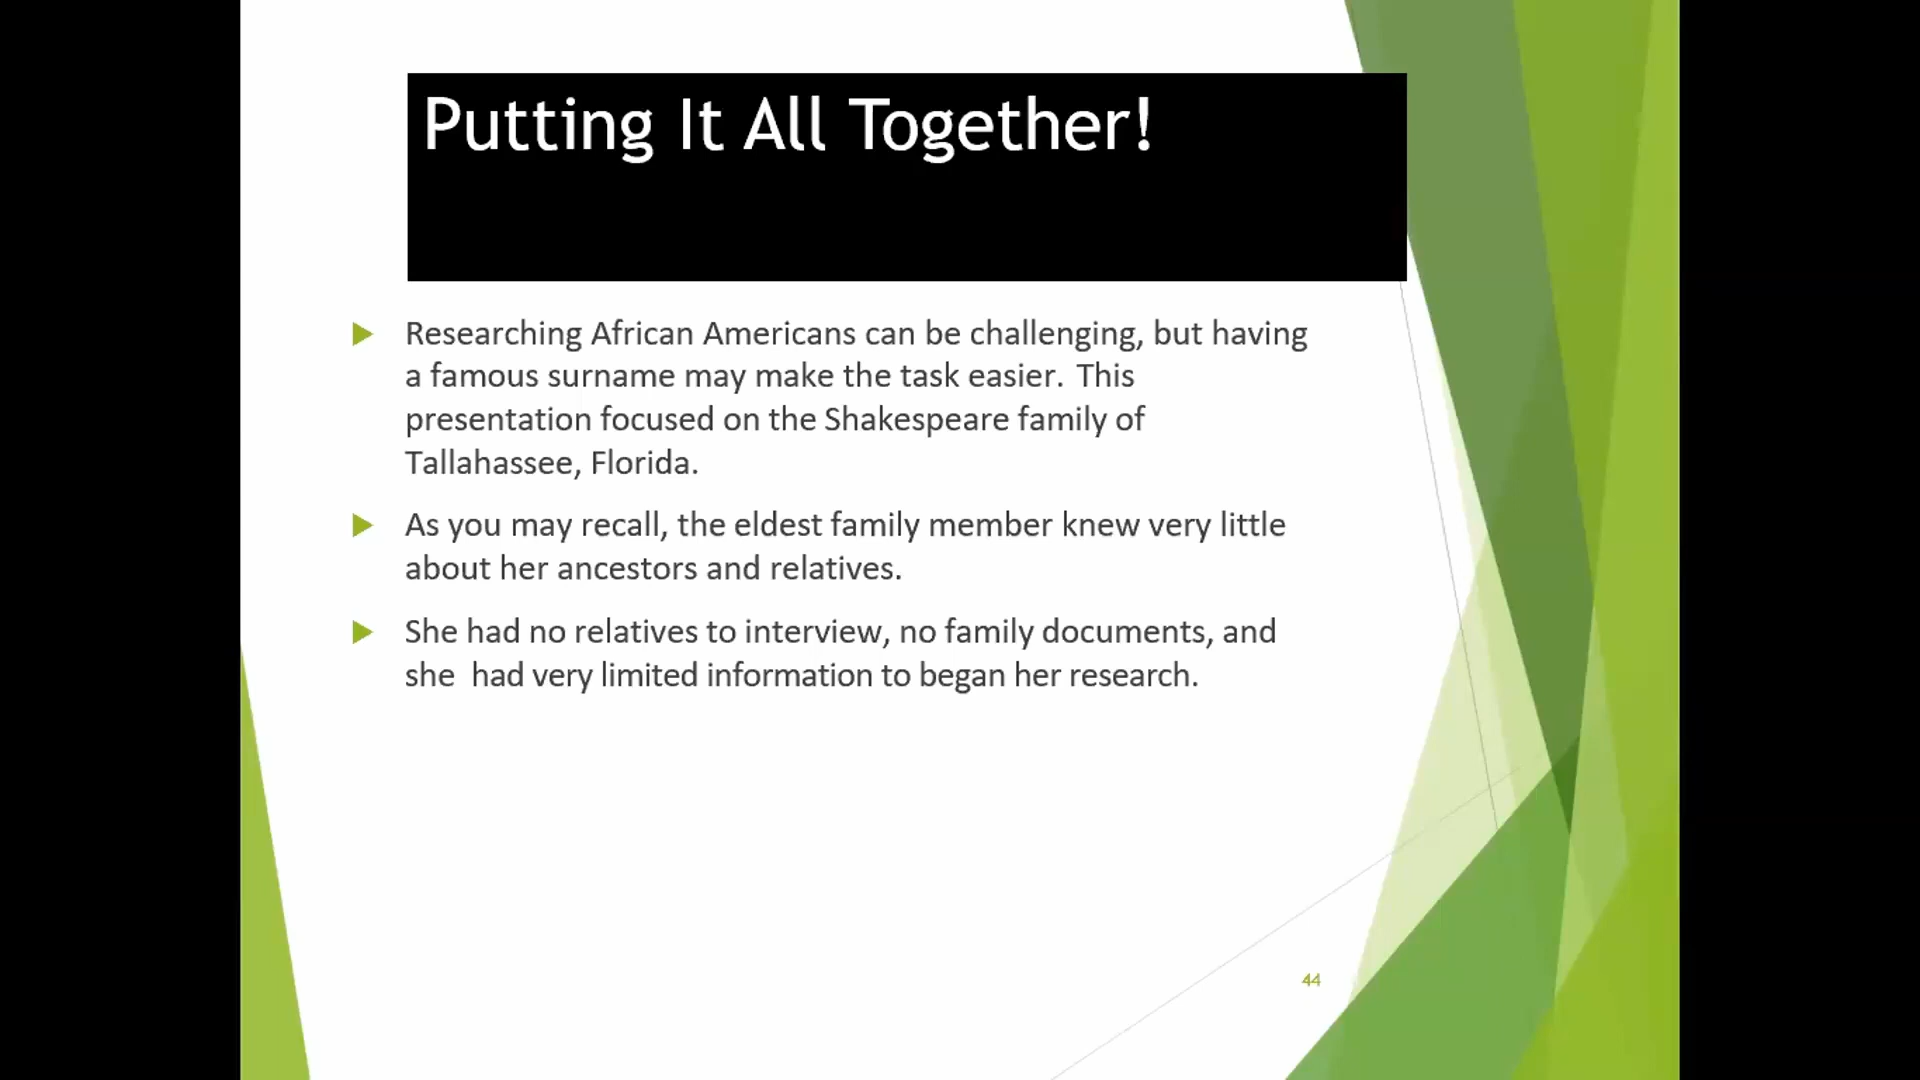 Putting It All Together!
Researching African Americans can be challenging, but having
a famous surname may make the task easier. This
presentation focused on the Shakespeare family of
Tallahassee, Florida.
As you may recall, the eldest family member knew very little
about her ancestors and relatives.
She had no relatives to interview, no family documents, and
she  had very limited information to began her research.
44